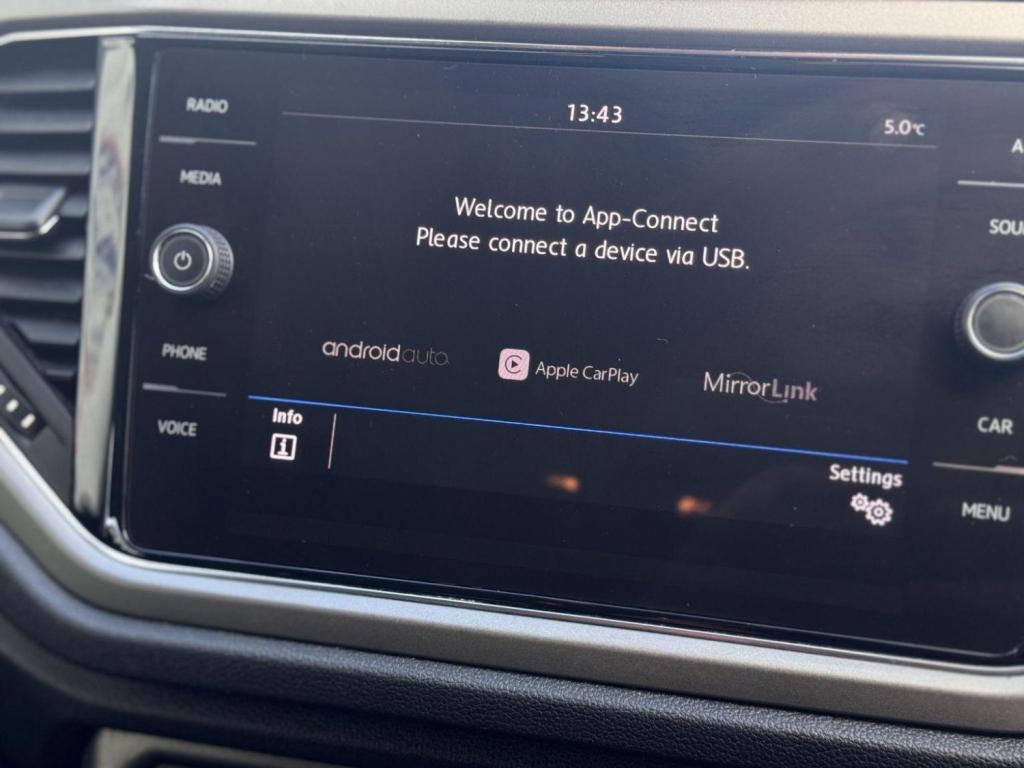 RADIO
13:43
5.0°C
MEDIA
Welcome to App-Connect
Please connect a device via USB.
PHONE
androidauto
Apple CarPlay
MirrorLink
CAR
VOICE
Info
Settings
MENU